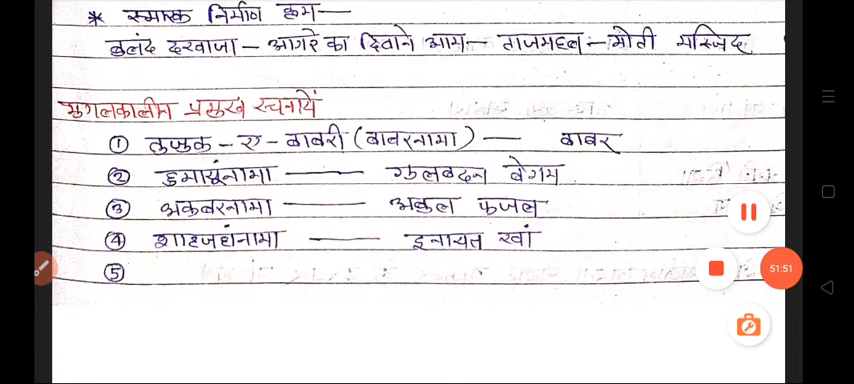 * स्मारक निर्माण क्रम—
बुलंद दरवाजा – आगरे का दिवाने आम – ताजमहल – मोती मस्जिद
मुगलकालीन प्रमुख रचनायें
① तुजुक - ए - बाबरी (बाबरनामा) — बाबर
② हुमायूंनामा — गुलबदन बेगम
③ अकबरनामा — अबुल फजल
④ शाहजहांनामा — इनायत खां
⑤
51:51